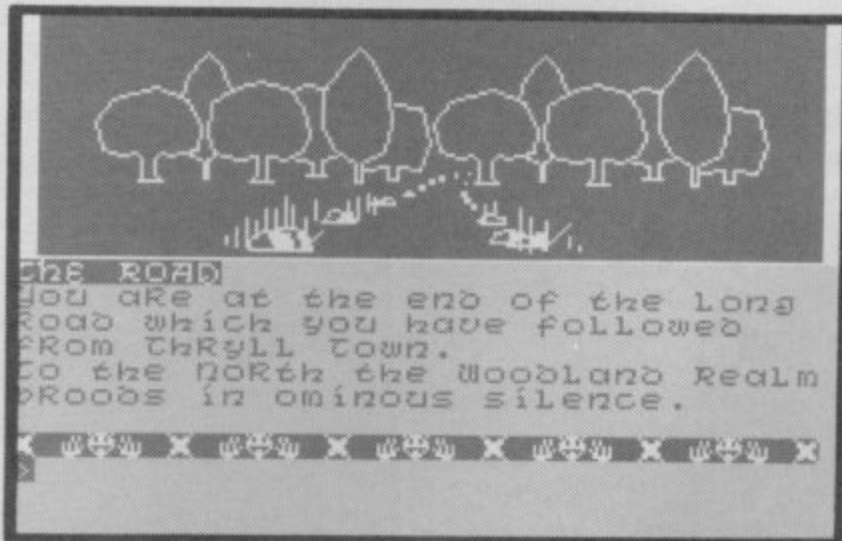 The ROAD
You are at the end of the long
road which you have followed
from Thryll Town.
To the North the Woodland Realm
broods in ominous silence.
>